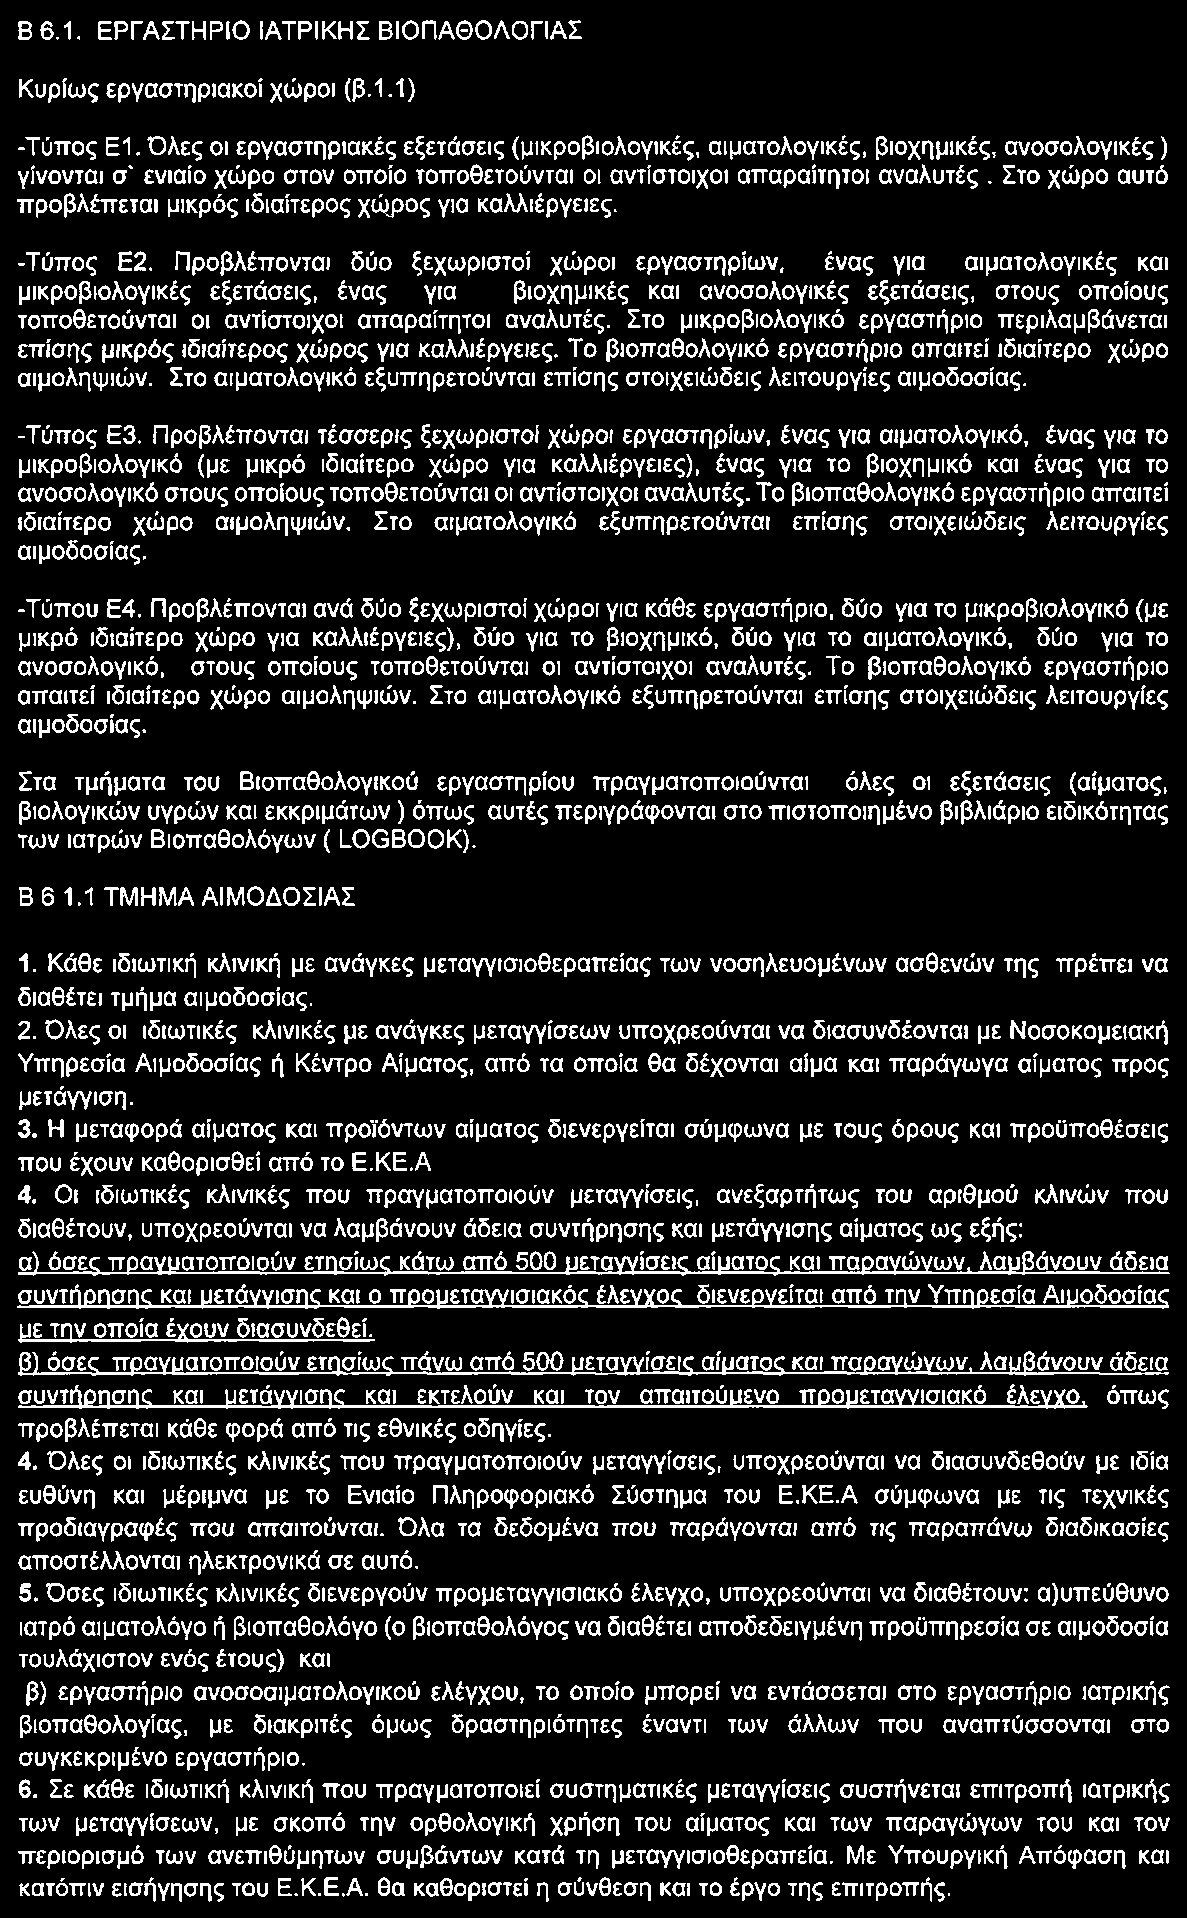 Β 6.1. ΕΡΓΑΣΤΗΡΙΟ ΙΑΤΡΙΚΗΣ ΒΙΟΠΑΘΟΛΟΓΙΑΣ
Κυρίως εργαστηριακοί χώροι (β.1.1)
-Τύπος Ε1. Όλες οι εργαστηριακές εξετάσεις (μικροβιολογικές, αιματολογικές, βιοχημικές, ανοσολογικές )
γίνονται σ΄ ενιαίο χώρο στον οποίο τοποθετούνται οι αντίστοιχοι απαραίτητοι αναλυτές . Στο χώρο αυτό
προβλέπεται μικρός ιδιαίτερος χώρος για καλλιέργειες.
-Τύπος Ε2. Προβλέπονται δύο ξεχωριστοί χώροι εργαστηρίων, ένας για αιματολογικές και
μικροβιολογικές εξετάσεις, ένας για βιοχημικές και ανοσολογικές εξετάσεις, στους οποίους
τοποθετούνται οι αντίστοιχοι απαραίτητοι αναλυτές. Στο μικροβιολογικό εργαστήριο περιλαμβάνεται
επίσης μικρός ιδιαίτερος χώρος για καλλιέργειες. Το βιοπαθολογικό εργαστήριο απαιτεί ιδιαίτερο χώρο
αιμοληψιών. Στο αιματολογικό εξυπηρετούνται επίσης στοιχειώδεις λειτουργίες αιμοδοσίας.
-Τύπος Ε3. Προβλέπονται τέσσερις ξεχωριστοί χώροι εργαστηρίων, ένας για αιματολογικό, ένας για το
μικροβιολογικό (με μικρό ιδιαίτερο χώρο για καλλιέργειες), ένας για το βιοχημικό και ένας για το
ανοσολογικό στους οποίους τοποθετούνται οι αντίστοιχοι αναλυτές. Το βιοπαθολογικό εργαστήριο απαιτεί
ιδιαίτερο χώρο αιμοληψιών. Στο αιματολογικό εξυπηρετούνται επίσης στοιχειώδεις λειτουργίες
αιμοδοσίας.
-Τύπου Ε4. Προβλέπονται ανά δύο ξεχωριστοί χώροι για κάθε εργαστήριο, δύο για το μικροβιολογικό (με
μικρό ιδιαίτερο χώρο για καλλιέργειες), δύο για το βιοχημικό, δύο για το αιματολογικό, δύο για το
ανοσολογικό, στους οποίους τοποθετούνται οι αντίστοιχοι αναλυτές. Το βιοπαθολογικό εργαστήριο
απαιτεί ιδιαίτερο χώρο αιμοληψιών. Στο αιματολογικό εξυπηρετούνται επίσης στοιχειώδεις λειτουργίες
αιμοδοσίας.
Στα τμήματα του Βιοπαθολογικού εργαστηρίου πραγματοποιούνται όλες οι εξετάσεις (αίματος,
βιολογικών υγρών και εκκριμάτων ) όπως αυτές περιγράφονται στο πιστοποιημένο βιβλιάριο ειδικότητας
των ιατρών Βιοπαθολόγων ( LOGBOOK).
Β 6 1.1 ΤΜΗΜΑ ΑΙΜΟΔΟΣΙΑΣ
1. Κάθε ιδιωτική κλινική με ανάγκες μεταγγισιοθεραπείας των νοσηλευομένων ασθενών της πρέπει να
διαθέτει τμήμα αιμοδοσίας.
2. Όλες οι ιδιωτικές κλινικές με ανάγκες μεταγγίσεων υποχρεούνται να διασυνδέονται με Νοσοκομειακή
Υπηρεσία Αιμοδοσίας ή Κέντρο Αίματος, από τα οποία θα δέχονται αίμα και παράγωγα αίματος προς
μετάγγιση.
3. Η μεταφορά αίματος και προϊόντων αίματος διενεργείται σύμφωνα με τους όρους και προϋποθέσεις
που έχουν καθορισθεί από το Ε.ΚΕ.Α
4. Οι ιδιωτικές κλινικές που πραγματοποιούν μεταγγίσεις, ανεξαρτήτως του αριθμού κλινών που
διαθέτουν, υποχρεούνται να λαμβάνουν άδεια συντήρησης και μετάγγισης αίματος ως εξής:
α) όσες πραγματοποιούν ετησίως κάτω από 500 μεταγγίσεις αίματος και παραγώγων, λαμβάνουν άδεια
συντήρησης και μετάγγισης και ο προμεταγγισιακός έλεγχος διενεργείται από την Υπηρεσία Αιμοδοσίας
με την οποία έχουν διασυνδεθεί.
β) όσες πραγματοποιούν ετησίως πάνω από 500 μεταγγίσεις αίματος και παραγώγων, λαμβάνουν άδεια
συντήρησης και μετάγγισης και εκτελούν και τον απαιτούμενο προμεταγγισιακό έλεγχο, όπως
προβλέπεται κάθε φορά από τις εθνικές οδηγίες.
4. Όλες οι ιδιωτικές κλινικές που πραγματοποιούν μεταγγίσεις, υποχρεούνται να διασυνδεθούν με ιδία
ευθύνη και μέριμνα με το Ενιαίο Πληροφοριακό Σύστημα του Ε.ΚΕ.Α σύμφωνα με τις τεχνικές
προδιαγραφές που απαιτούνται. Όλα τα δεδομένα που παράγονται από τις παραπάνω διαδικασίες
αποστέλλονται ηλεκτρονικά σε αυτό.
5. Όσες ιδιωτικές κλινικές διενεργούν προμεταγγισιακό έλεγχο, υποχρεούνται να διαθέτουν: α)υπεύθυνο
ιατρό αιματολόγο ή βιοπαθολόγο (ο βιοπαθολόγος να διαθέτει αποδεδειγμένη προϋπηρεσία σε αιμοδοσία
τουλάχιστον ενός έτους) και
β) εργαστήριο ανοσοαιματολογικού ελέγχου, το οποίο μπορεί να εντάσσεται στο εργαστήριο ιατρικής
βιοπαθολογίας, με διακριτές όμως δραστηριότητες έναντι των άλλων που αναπτύσσονται στο
συγκεκριμένο εργαστήριο.
6. Σε κάθε ιδιωτική κλινική που πραγματοποιεί συστηματικές μεταγγίσεις συστήνεται επιτροπή ιατρικής
των μεταγγίσεων, με σκοπό την ορθολογική χρήση του αίματος και των παραγώγων του και τον
περιορισμό των ανεπιθύμητων συμβάντων κατά τη μεταγγισιοθεραπεία. Με Υπουργική Απόφαση και
κατόπιν εισήγησης του Ε.Κ.Ε.Α. θα καθοριστεί η σύνθεση και το έργο της επιτροπής.